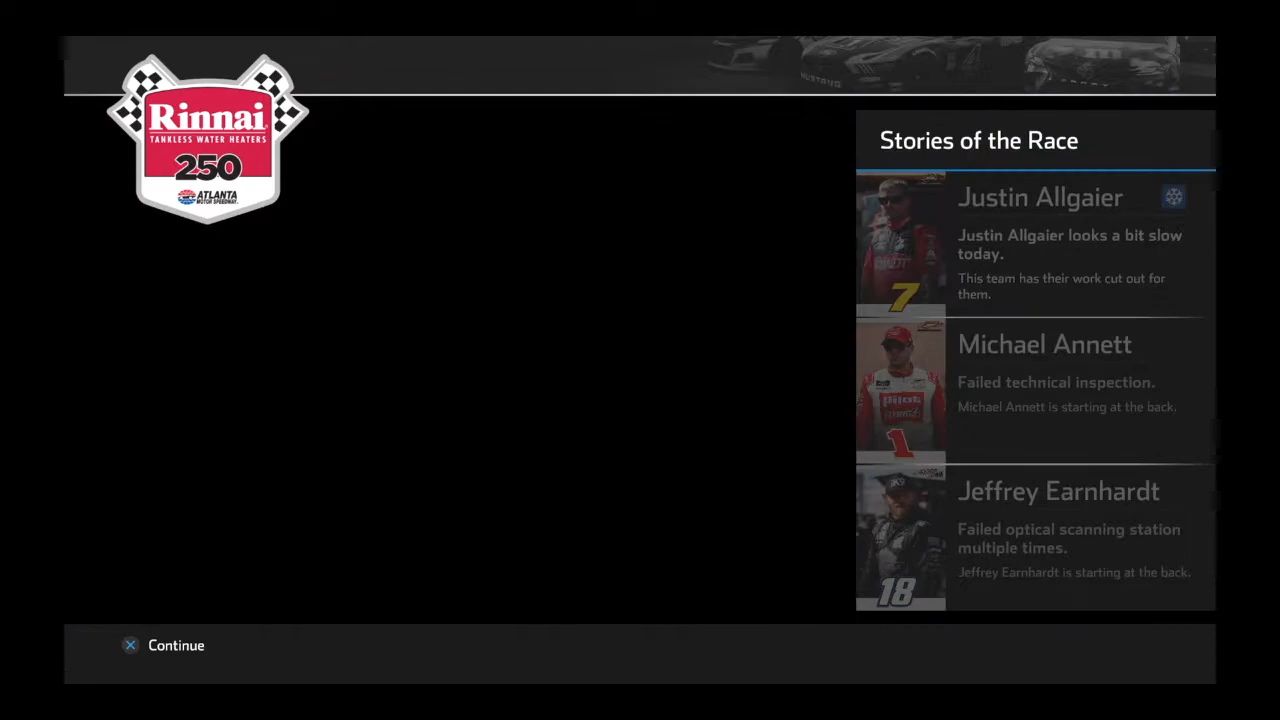 Rinnai
TANKLESS WATER HEATERS
250
ATLANTA
MOTOR SPEEDWAY
MUSTANG
Stories of the Race
Justin Allgaier
Justin Allgaier looks a bit slow
today.
This team has their work cut out for
them.
7
Michael Annett
Failed technical inspection.
Michael Annett is starting at the back.
Pilot
1
Jeffrey Earnhardt
Failed optical scanning station
multiple times.
Jeffrey Earnhardt is starting at the back.
18
Continue